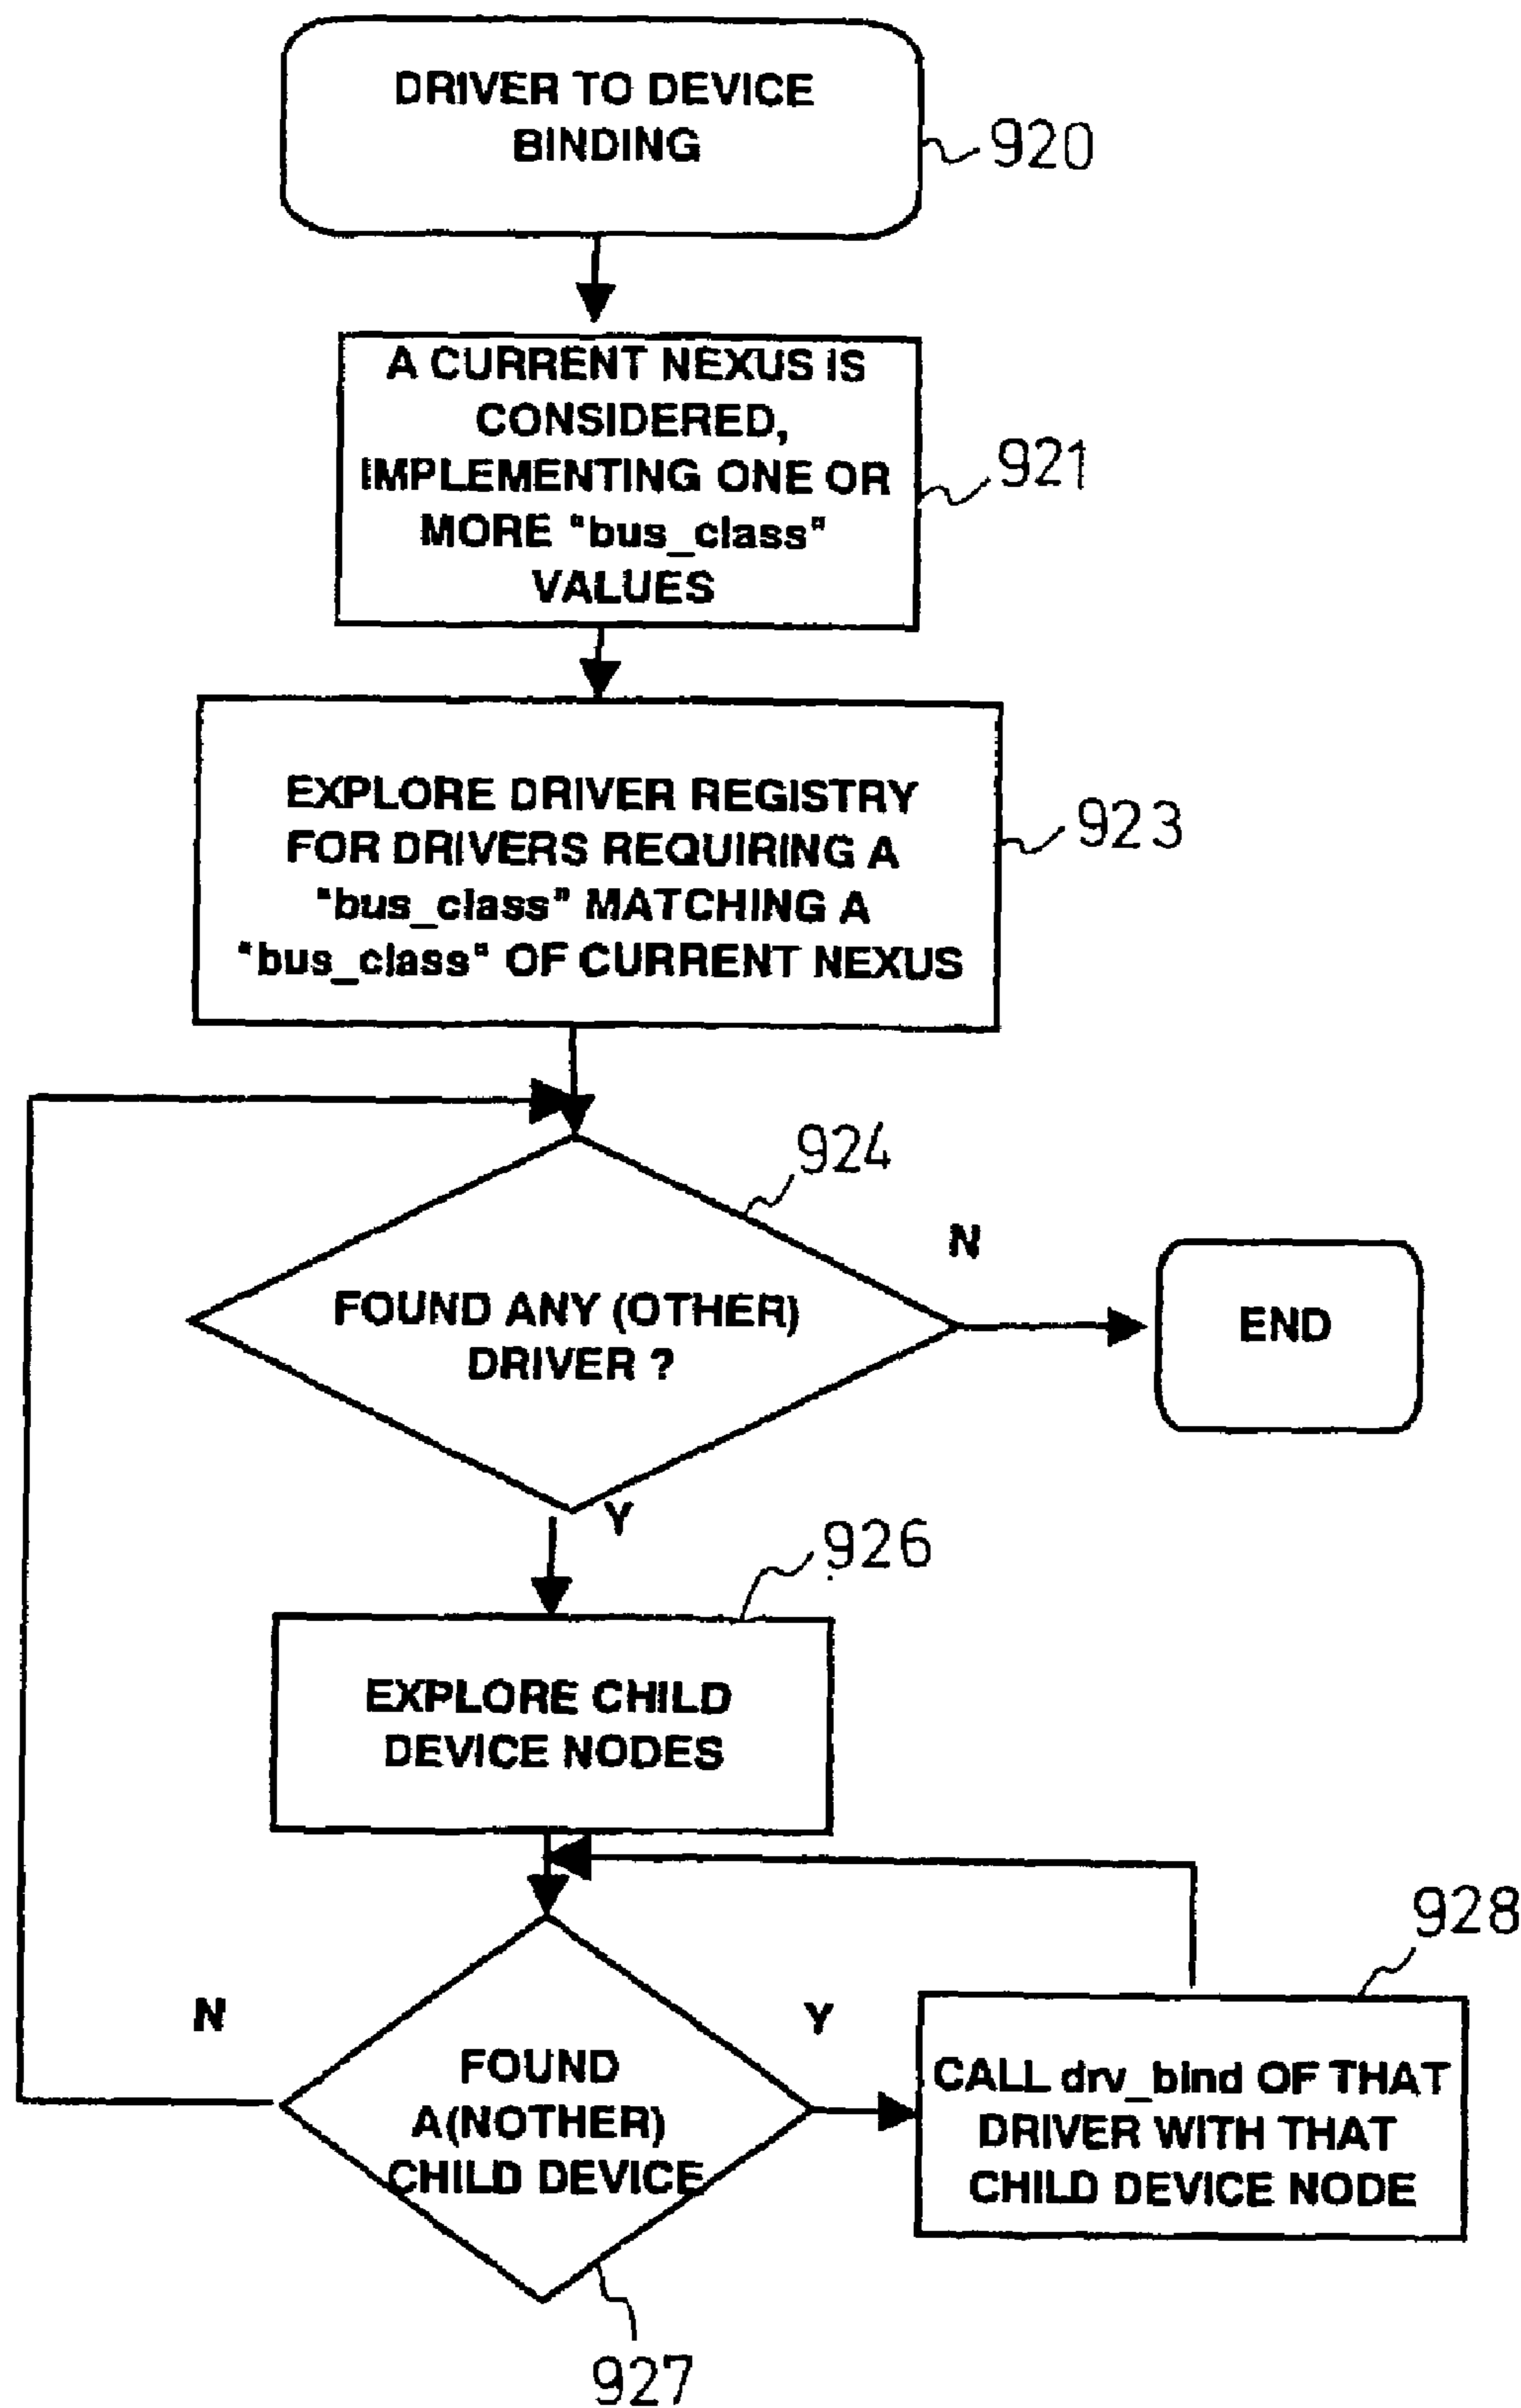 DRIVER TO DEVICE
BINDING
920
A CURRENT NEXUS IS
CONSIDERED,
IMPLEMENTING ONE OR
MORE "bus_class"
VALUES
921
EXPLORE DRIVER REGISTRY
FOR DRIVERS REQUIRING A
"bus_class" MATCHING A
"bus_class" OF CURRENT NEXUS
923
924
N
FOUND ANY (OTHER)
DRIVER ?
END
Y
926
EXPLORE CHILD
DEVICE NODES
928
N
Y
FOUND
A(NOTHER)
CHILD DEVICE
CALL drv_bind OF THAT
DRIVER WITH THAT
CHILD DEVICE NODE
927